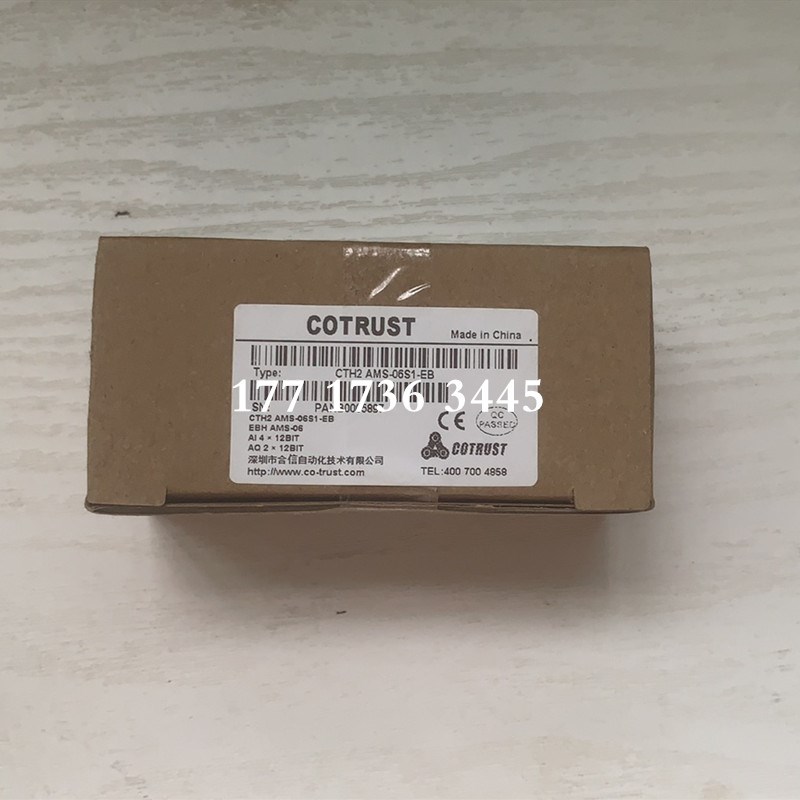 COTRUST
Made in China
Type: CTH2 AMS-06S1-EB
177 1736 3445
SN:
CTH2 AMS-06S1-EB
EBH AMS-06
AI 4 × 12BIT
AQ 2 × 12BIT
深圳市合信自动化技术有限公司
http://www.co-trust.com
CE
QC
PASSED
COTRUST
TEL:400 700 4858